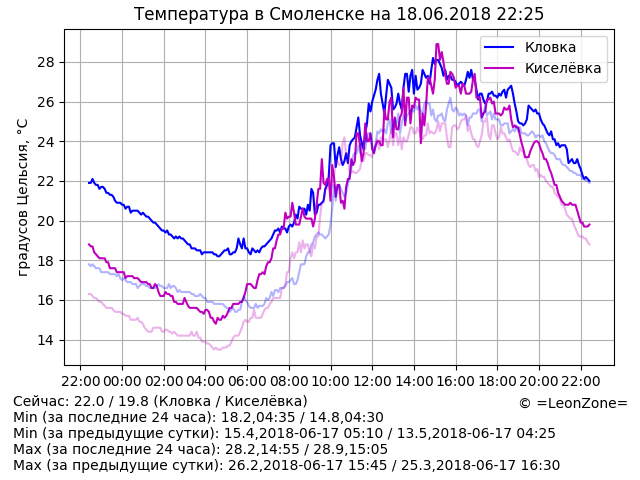 Температура в Смоленске на 18.06.2018 22:25
Кловка
Киселёвка
градусов Цельсия, °C
28
26
24
22
20
18
16
14
22:00 00:00 02:00 04:00 06:00 08:00 10:00 12:00 14:00 16:00 18:00 20:00 22:00
Сейчас: 22.0 / 19.8 (Кловка / Киселёвка)
© =LeonZone=
Min (за последние 24 часа): 18.2,04:35 / 14.8,04:30
Min (за предыдущие сутки): 15.4,2018-06-17 05:10 / 13.5,2018-06-17 04:25
Max (за последние 24 часа): 28.2,14:55 / 28.9,15:05
Max (за предыдущие сутки): 26.2,2018-06-17 15:45 / 25.3,2018-06-17 16:30